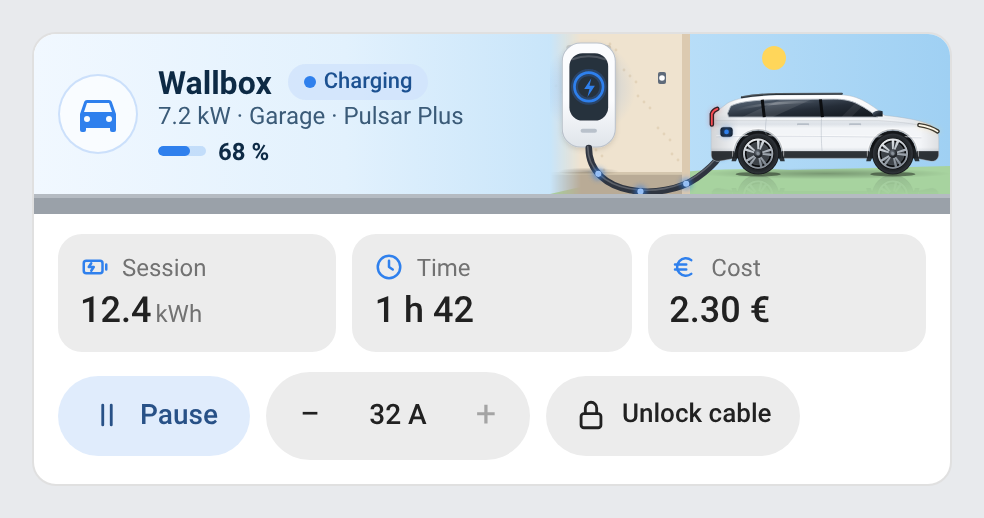 Wallbox
Charging
7.2 kW · Garage · Pulsar Plus
68 %
Session
12.4 kWh
Time
1 h 42
Cost
2.30 €
Pause
− 32 A +
Unlock cable